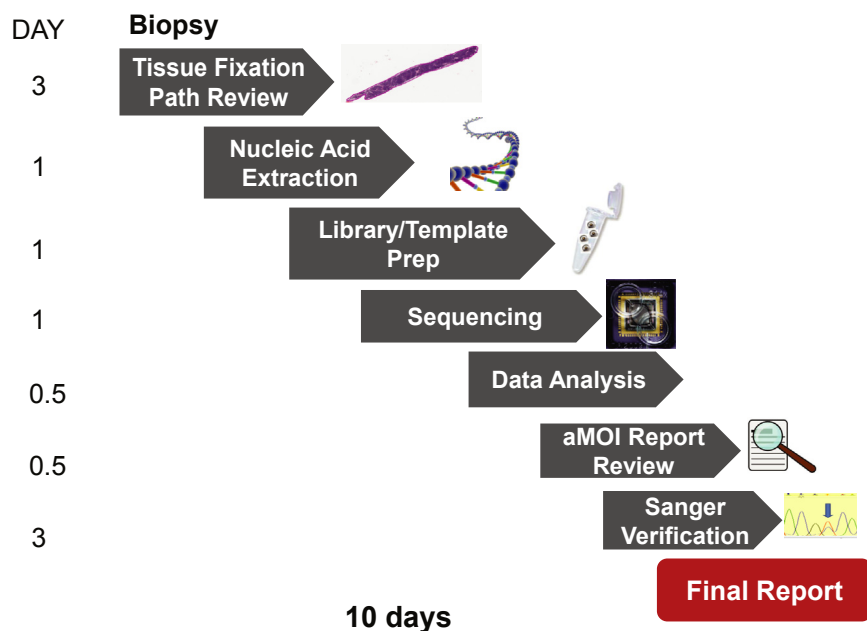 DAY
Biopsy
3
Tissue Fixation
Path Review
1
Nucleic Acid
Extraction
1
Library/Template
Prep
1
Sequencing
0.5
Data Analysis
0.5
aMOI Report
Review
3
Sanger
Verification
Final Report
10 days